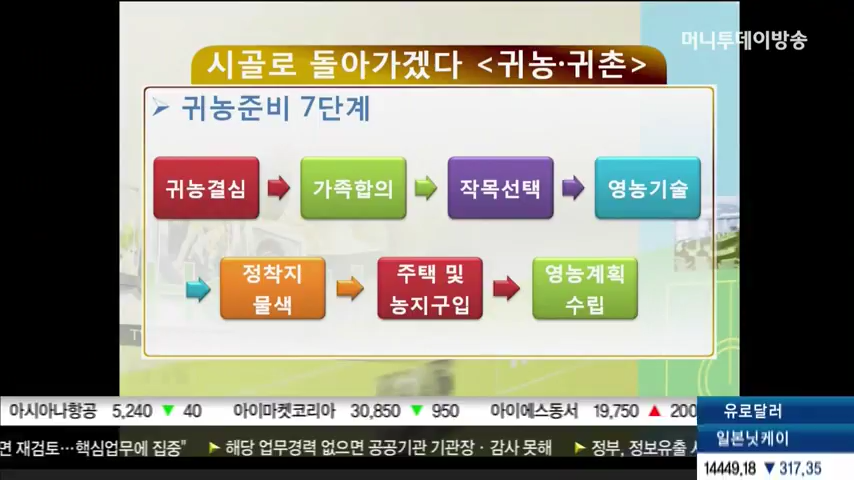 머니투데이방송
시골로 돌아가겠다 <귀농·귀촌>
➢ 귀농준비 7단계
귀농결심
가족합의
작목선택
영농기술
정착지
물색
주택 및
농지구입
영농계획
수립
아시아나항공 5,240 ▼ 40 아이마켓코리아 30,850 ▼ 950 아이에스동서 19,750 ▲ 200
유로달러
일본닛케이
면 재검토…핵심업무에 집중" ▶ 해당 업무경력 없으면 공공기관 기관장·감사 못해 ▶ 정부, 정보유출
14449.18 ▼ 317.35